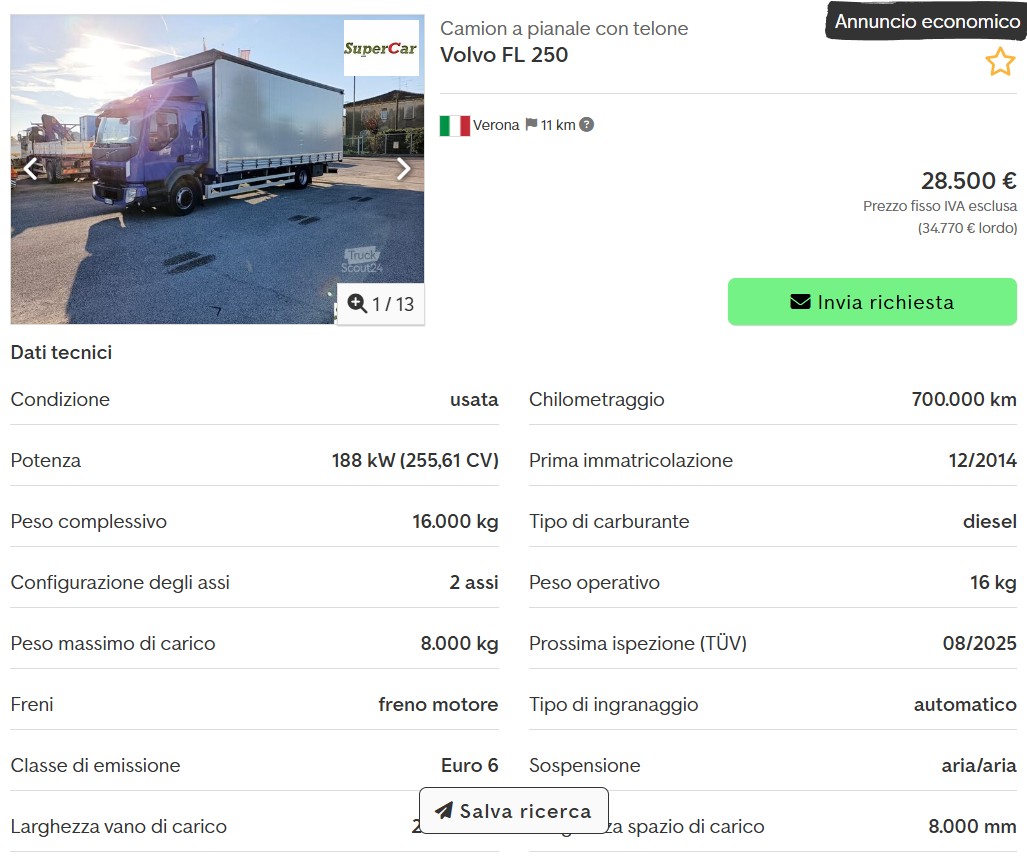 SuperCar
Truck
Scout24
1 / 13
Camion a pianale con telone
Volvo FL 250
Annuncio economico
Verona 11 km ?
28.500 €
Prezzo fisso IVA esclusa
(34.770 € lordo)
Invia richiesta
Dati tecnici
Condizione usata
Chilometraggio 700.000 km
Potenza 188 kW (255,61 CV)
Prima immatricolazione 12/2014
Peso complessivo 16.000 kg
Tipo di carburante diesel
Configurazione degli assi 2 assi
Peso operativo 16 kg
Peso massimo di carico 8.000 kg
Prossima ispezione (TÜV) 08/2025
Freni freno motore
Tipo di ingranaggio automatico
Classe di emissione Euro 6
Sospensione aria/aria
Salva ricerca
Larghezza vano di carico
spazio di carico 8.000 mm